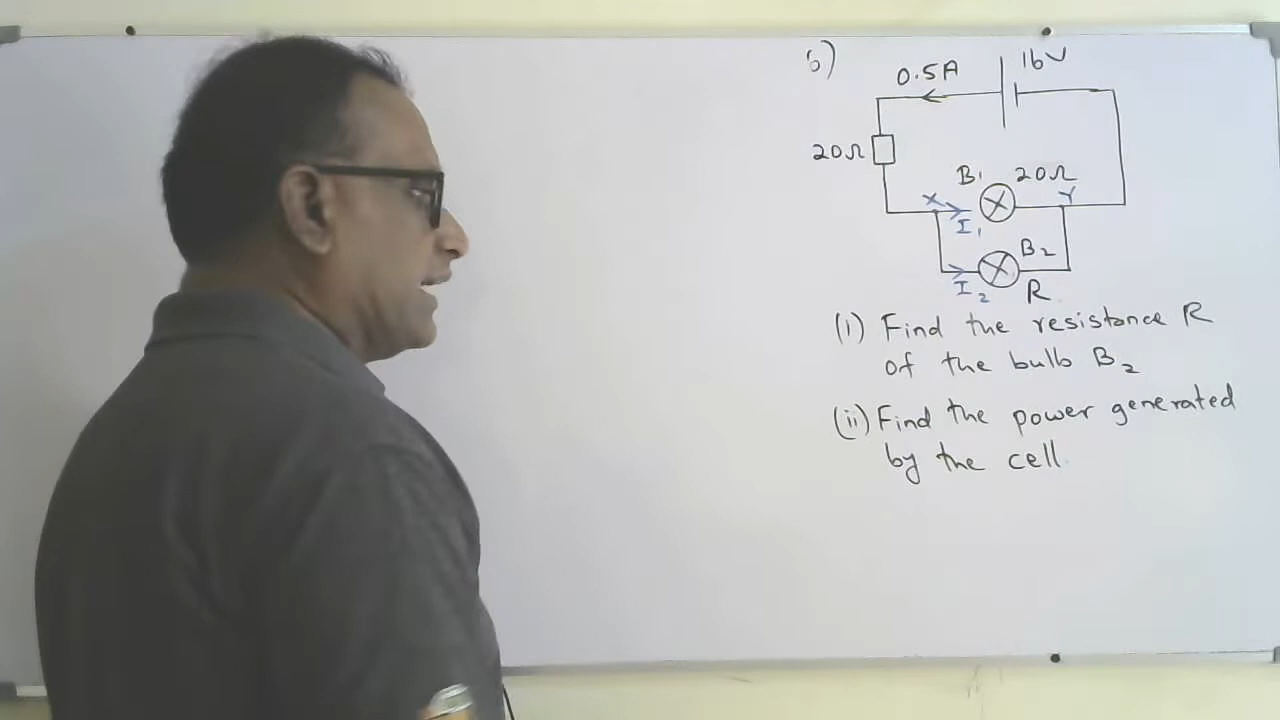 6)
0.5A
16V
20Ω
B1 20Ω
X
Y
I1
B2
I2
R
(i) Find the resistance R
of the bulb B2
(ii) Find the power generated
by the cell.